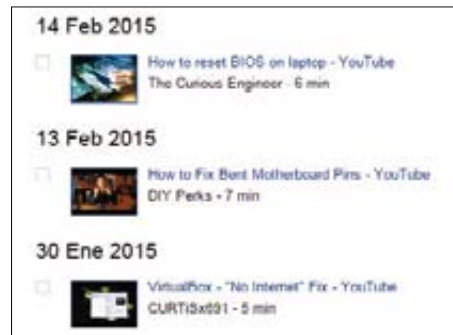 14 Feb 2015
How to reset BIOS on laptop - YouTube
The Curious Engineer - 6 min
13 Feb 2015
How to Fix Bent Motherboard Pins - YouTube
DIY Perks - 7 min
30 Ene 2015
VirtualBox - "No Internet" Fix - YouTube
CURTiSx691 - 5 min